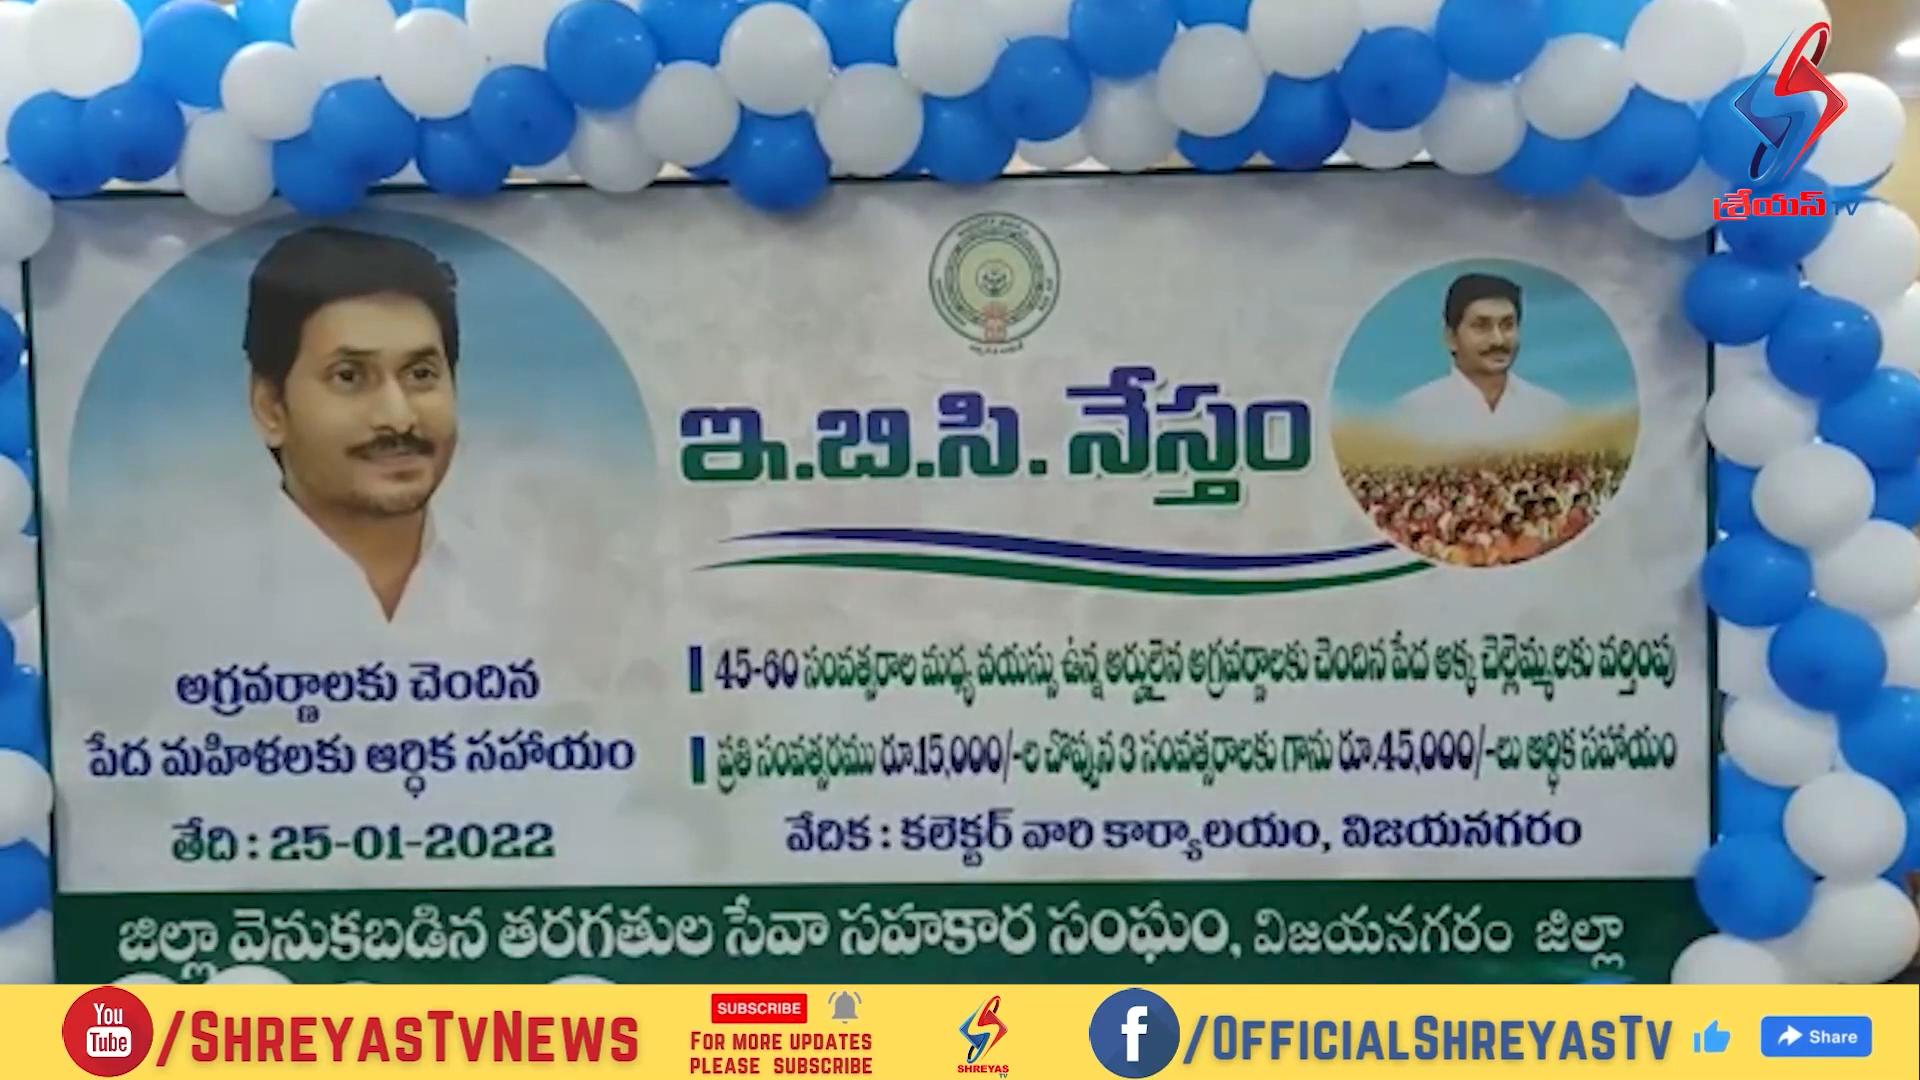 శ్రేయస్ TV
ఇ.బి.సి. నేస్తం
అగ్రవర్ణాలకు చెందిన
పేద మహిళలకు ఆర్ధిక సహాయం
తేది : 25-01-2022
45-60 సంవత్సరాల మధ్య వయస్సు ఉన్న అర్హులైన అగ్రవర్ణాలకు చెందిన పేద అక్క చెల్లెమ్మలకు వర్తింపు
ప్రతి సంవత్సరము రూ.15,000/-ల చొప్పున 3 సంవత్సరాలకు గాను రూ.45,000/-లు ఆర్ధిక సహాయం
వేదిక : కలెక్టర్ వారి కార్యాలయం, విజయనగరం
జిల్లా వెనుకబడిన తరగతుల సేవా సహకార సంఘం, విజయనగరం జిల్లా
You Tube
/SHREYASTVNEWS
SUBSCRIBE
FOR MORE UPDATES
PLEASE SUBSCRIBE
SHREYAS TV
f
/OFFICIALSHREYASTV
Share